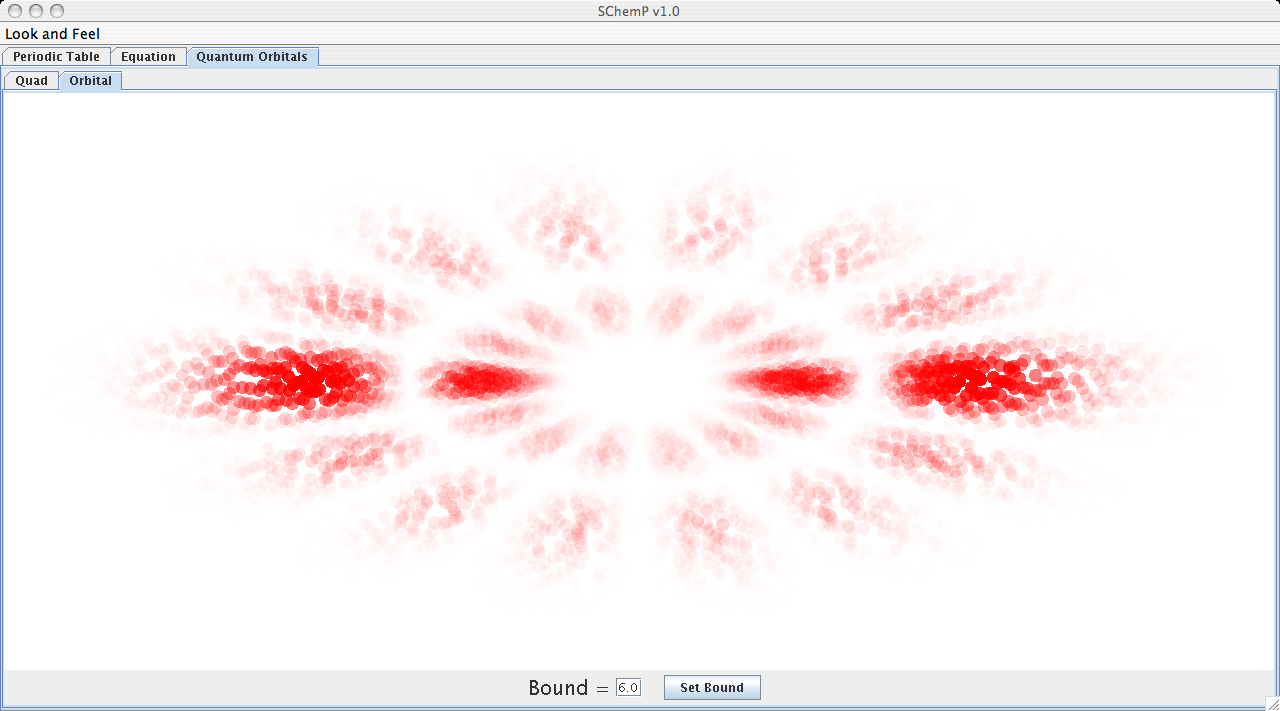 SChemP v1.0
Look and Feel
Periodic Table Equation Quantum Orbitals
Quad Orbital
Bound = 6.0 Set Bound